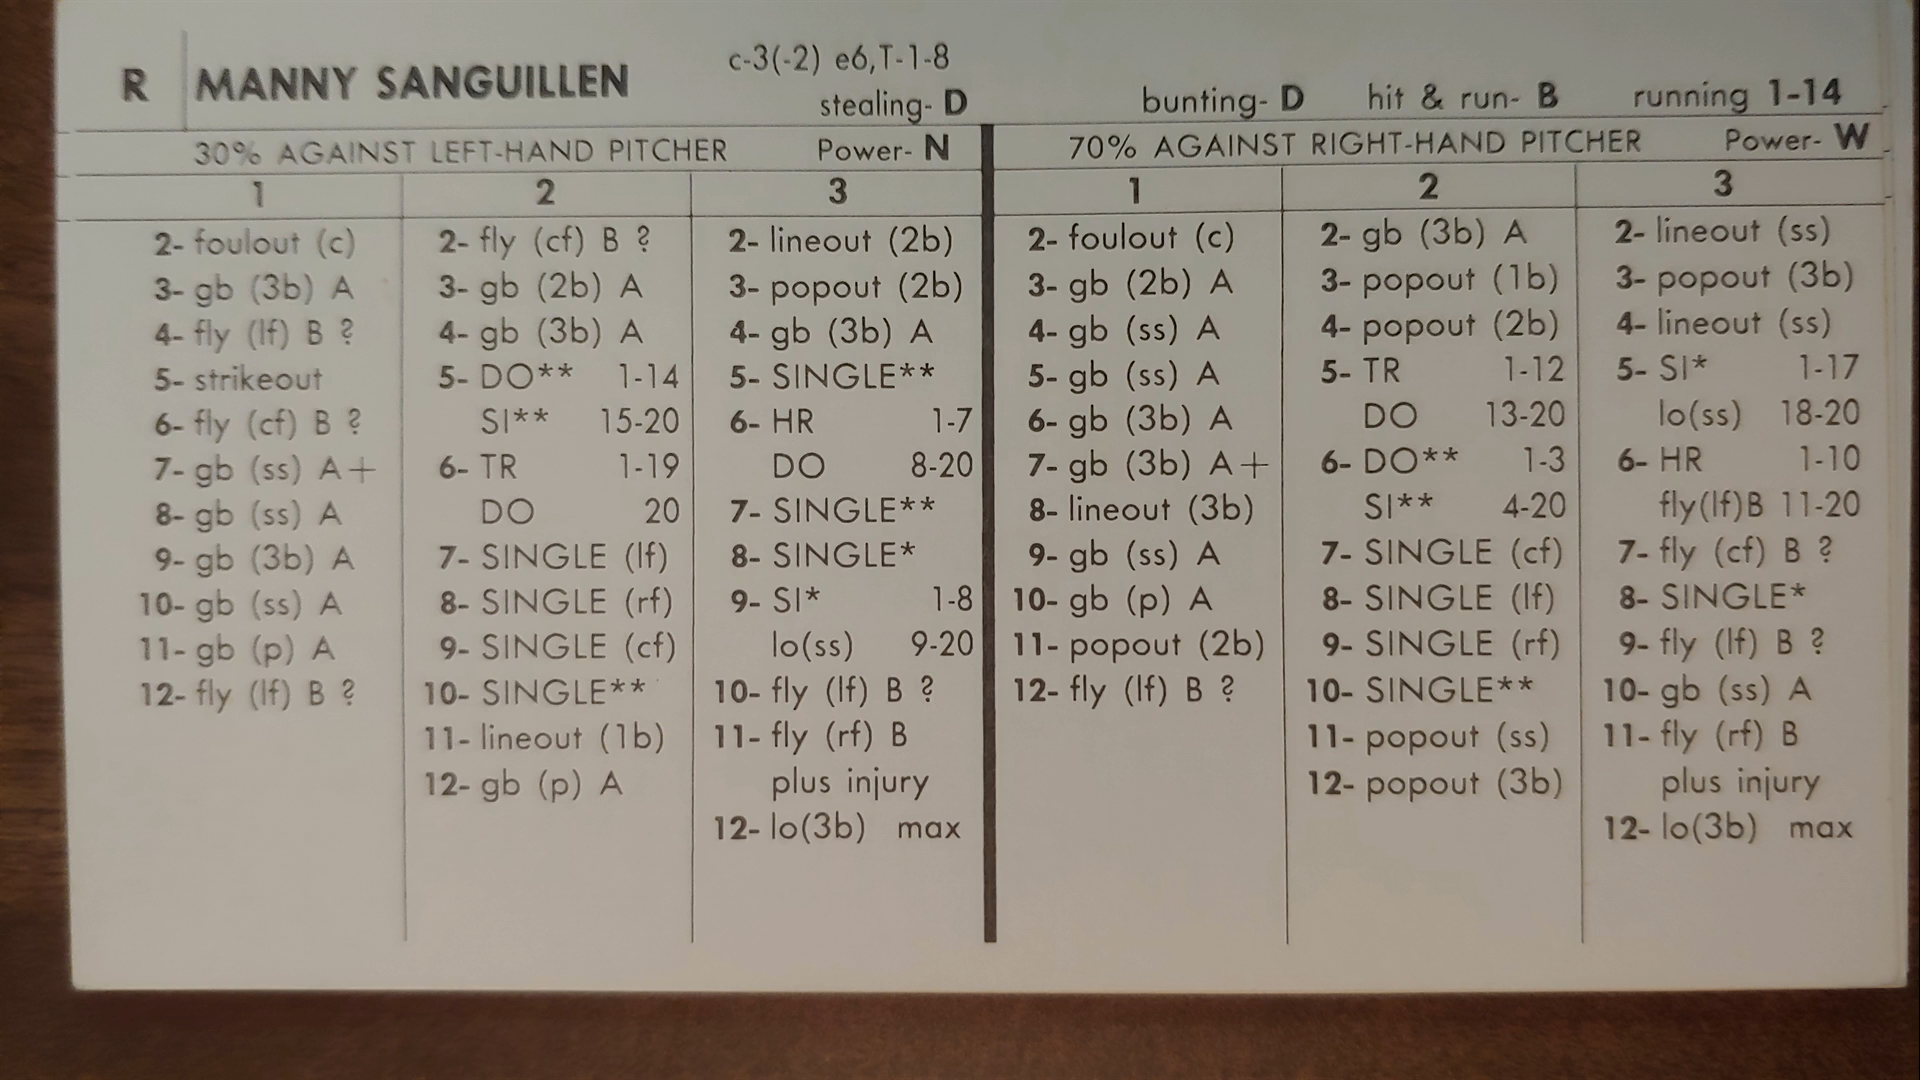 R MANNY SANGUILLEN
c-3(-2) e6,T-1-8
stealing- D
bunting- D hit & run- B running 1-14
30% AGAINST LEFT-HAND PITCHER Power- N
1 2 3
2- foulout (c)
3- gb (3b) A
4- fly (lf) B ?
5- strikeout
6- fly (cf) B ?
7- gb (ss) A+
8- gb (ss) A
9- gb (3b) A
10- gb (ss) A
11- gb (p) A
12- fly (lf) B ?
2- fly (cf) B ?
3- gb (2b) A
4- gb (3b) A
5- DO** 1-14
SI** 15-20
6- TR 1-19
DO 20
7- SINGLE (lf)
8- SINGLE (rf)
9- SINGLE (cf)
10- SINGLE**
11- lineout (1b)
12- gb (p) A
2- lineout (2b)
3- popout (2b)
4- gb (3b) A
5- SINGLE**
6- HR 1-7
DO 8-20
7- SINGLE**
8- SINGLE*
9- SI* 1-8
lo(ss) 9-20
10- fly (lf) B ?
11- fly (rf) B
plus injury
12- lo(3b) max
70% AGAINST RIGHT-HAND PITCHER Power- W
1 2 3
2- foulout (c)
3- gb (2b) A
4- gb (ss) A
5- gb (ss) A
6- gb (3b) A
7- gb (3b) A+
8- lineout (3b)
9- gb (ss) A
10- gb (p) A
11- popout (2b)
12- fly (lf) B ?
2- gb (3b) A
3- popout (1b)
4- popout (2b)
5- TR 1-12
DO 13-20
6- DO** 1-3
SI** 4-20
7- SINGLE (cf)
8- SINGLE (lf)
9- SINGLE (rf)
10- SINGLE**
11- popout (ss)
12- popout (3b)
2- lineout (ss)
3- popout (3b)
4- lineout (ss)
5- SI* 1-17
lo(ss) 18-20
6- HR 1-10
fly(lf)B 11-20
7- fly (cf) B ?
8- SINGLE*
9- fly (lf) B ?
10- gb (ss) A
11- fly (rf) B
plus injury
12- lo(3b) max